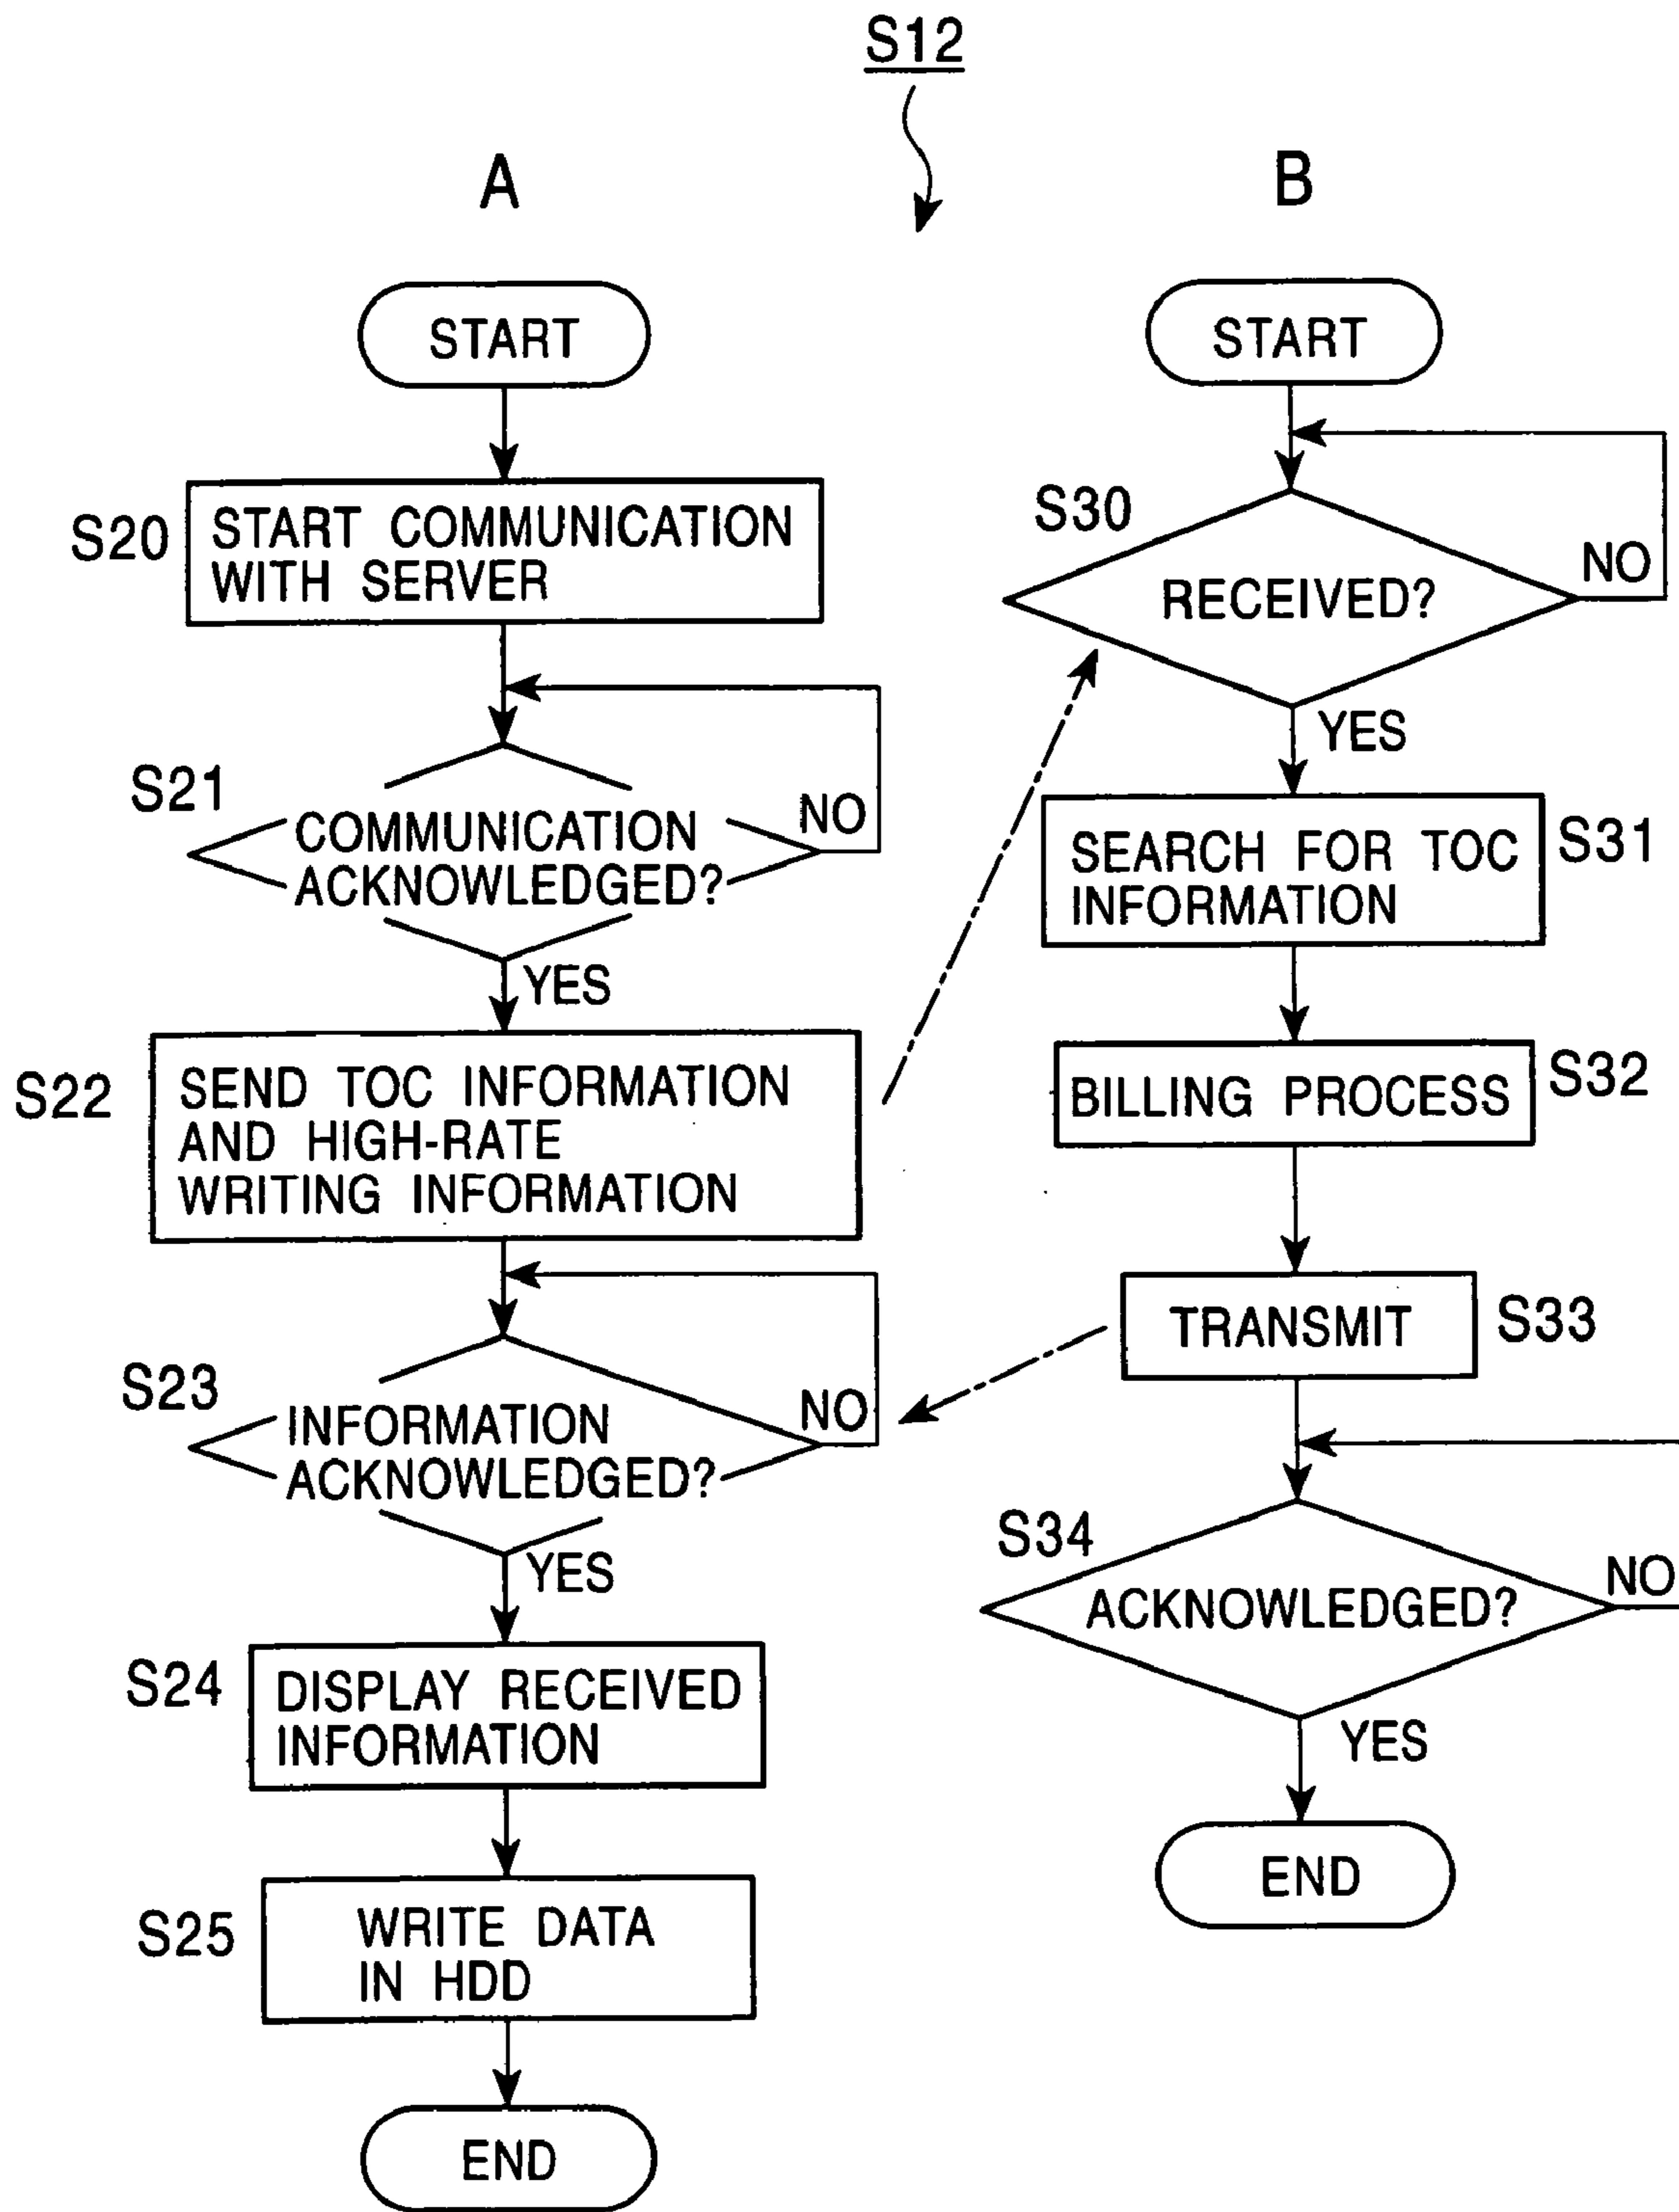 S12
A
START
S20
START COMMUNICATION
WITH SERVER
S21
COMMUNICATION
ACKNOWLEDGED?
NO
YES
S22
SEND TOC INFORMATION
AND HIGH-RATE
WRITING INFORMATION
S23
INFORMATION
ACKNOWLEDGED?
NO
YES
S24
DISPLAY RECEIVED
INFORMATION
S25
WRITE DATA
IN HDD
END
B
START
S30
RECEIVED?
NO
YES
SEARCH FOR TOC
INFORMATION
S31
BILLING PROCESS
S32
TRANSMIT
S33
S34
ACKNOWLEDGED?
NO
YES
END